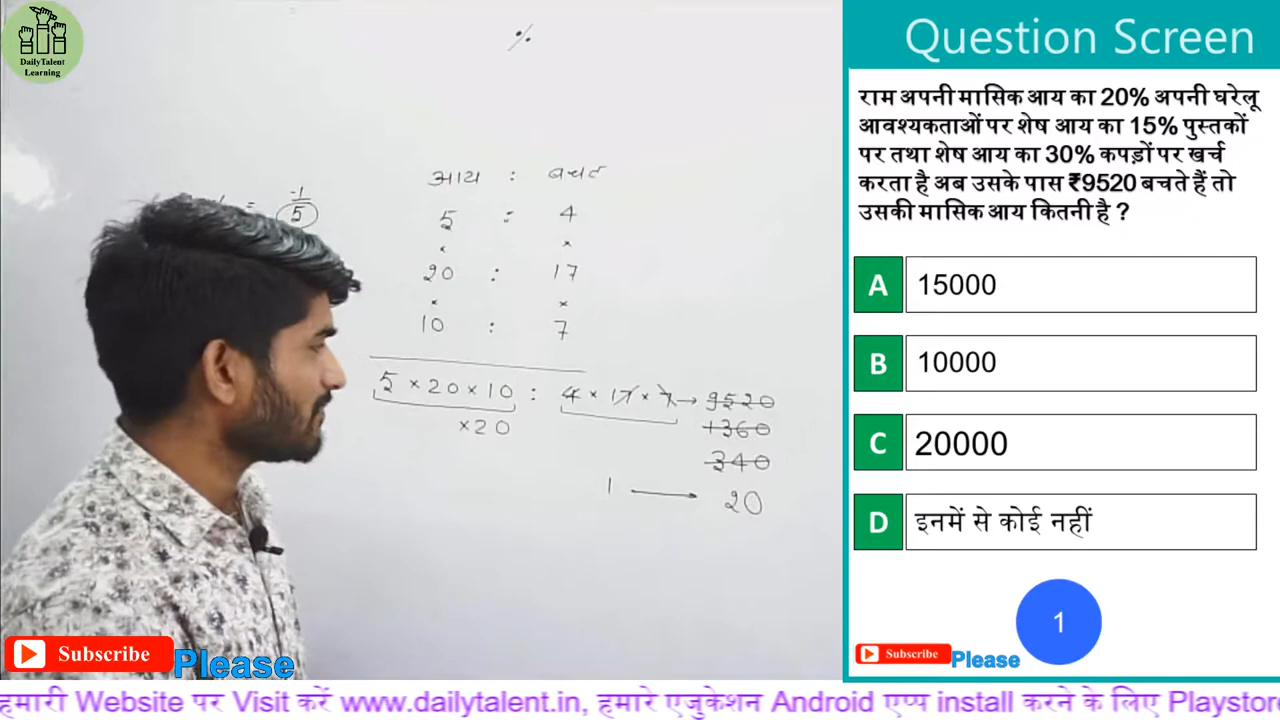 DailyTalent
Learning
%
आय : बचत
-1
= 5
5 : 4
× ×
20 : 17
× ×
10 : 7
5 × 20 × 10 : 4 × 17 × 7 → 9520
×20
1360
340
1 → 20
Subscribe
Please
Question Screen
राम अपनी मासिक आय का 20% अपनी घरेलू
आवश्यकताओं पर शेष आय का 15% पुस्तकों
पर तथा शेष आय का 30% कपड़ों पर खर्च
करता है अब उसके पास ₹9520 बचते हैं तो
उसकी मासिक आय कितनी है ?
A 15000
B 10000
C 20000
D इनमें से कोई नहीं
1
Subscribe
Please
हमारी Website पर Visit करें www.dailytalent.in, हमारे एजुकेशन Android एप्प install करने के लिए Playstore